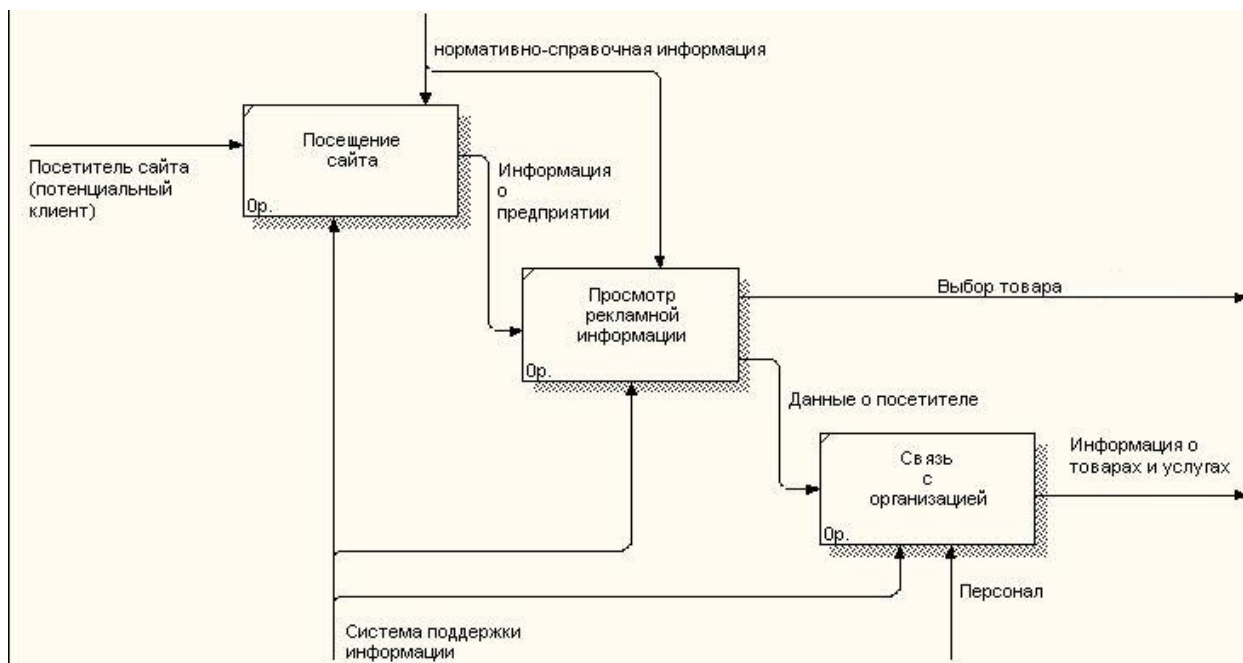 нормативно-справочная информация
Посещение
сайта
0р.
Посетитель сайта
(потенциальный
клиент)
Информация
о
предприятии
Просмотр
рекламной
информации
0р.
Выбор товара
Данные о посетителе
Связь
с
организацией
0р.
Информация о
товарах и услугах
Персонал
Система поддержки
информации